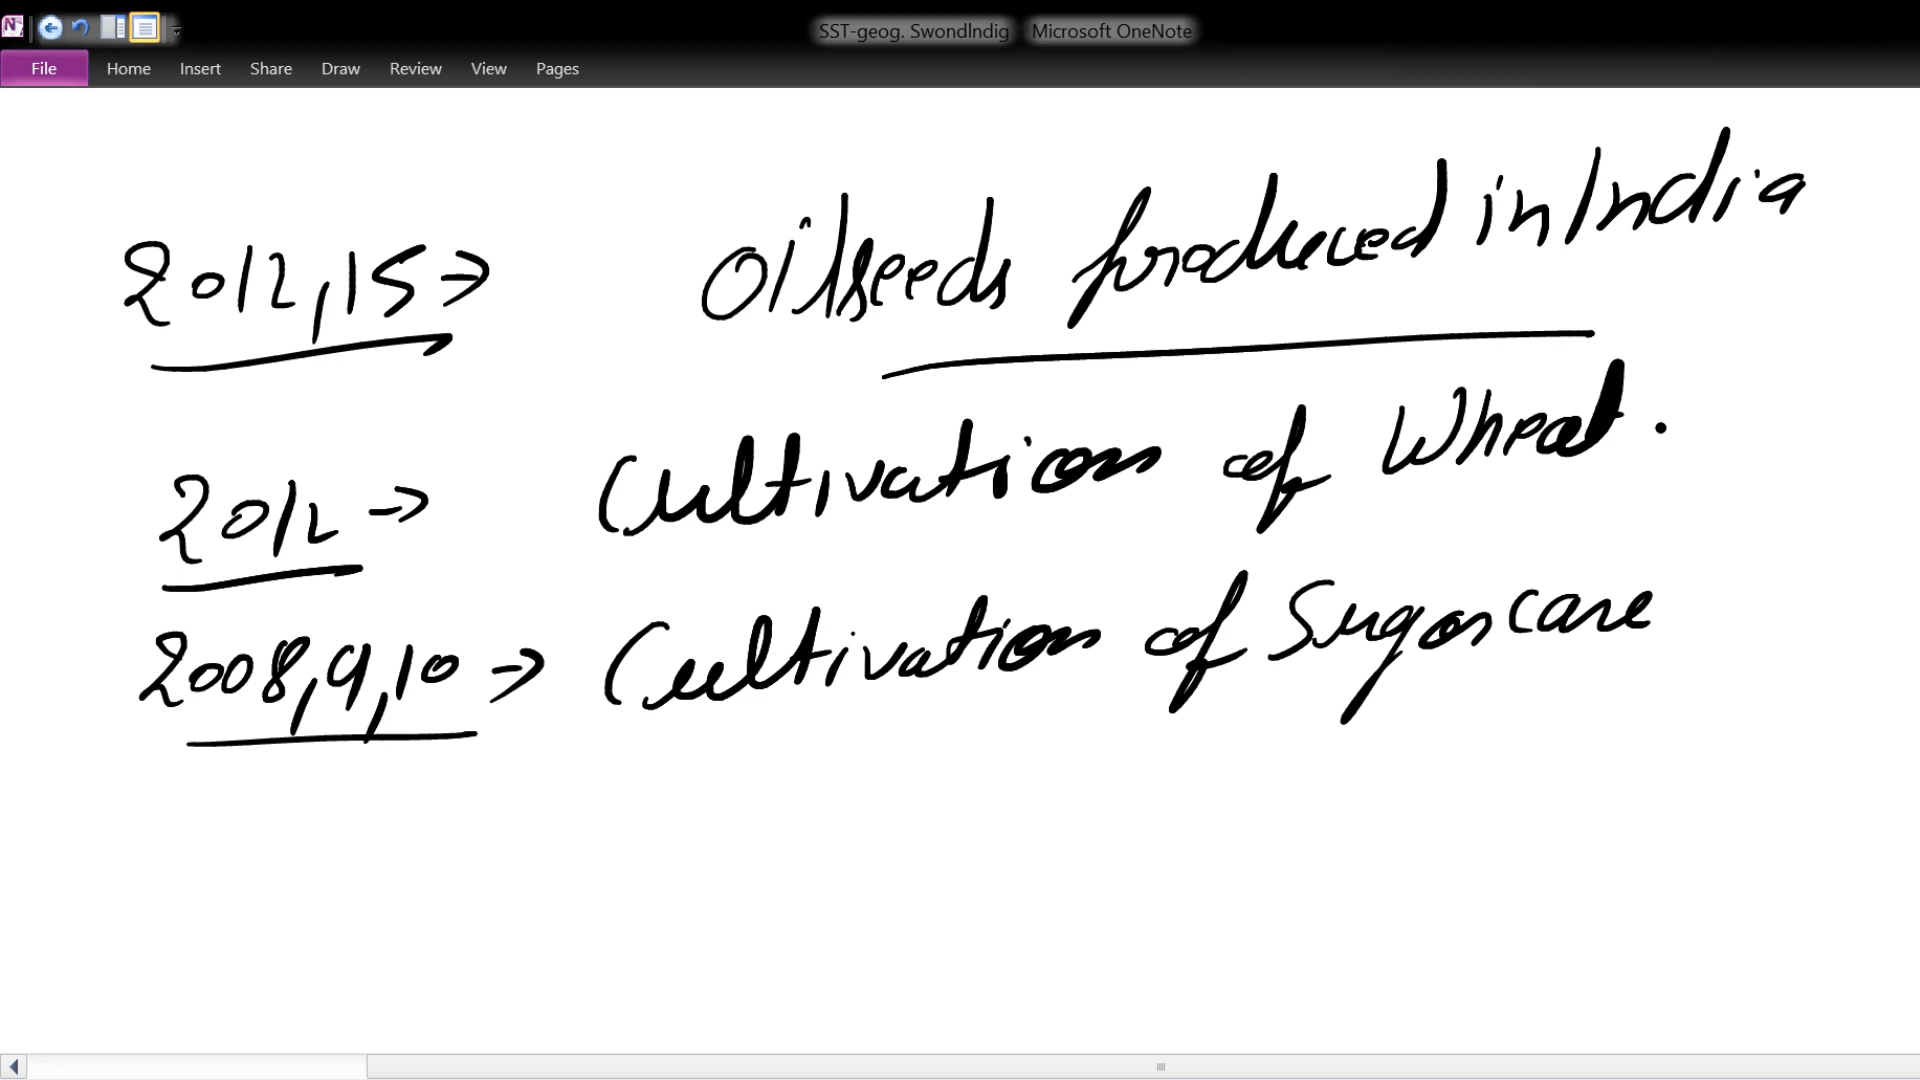 SST-geog. SwondIndig - Microsoft OneNote
File Home Insert Share Draw Review View Pages
2012,15 → Oilseeds produced in India
2012 → Cultivation of Wheat.
2008,9,10 → Cultivation of Sugarcane